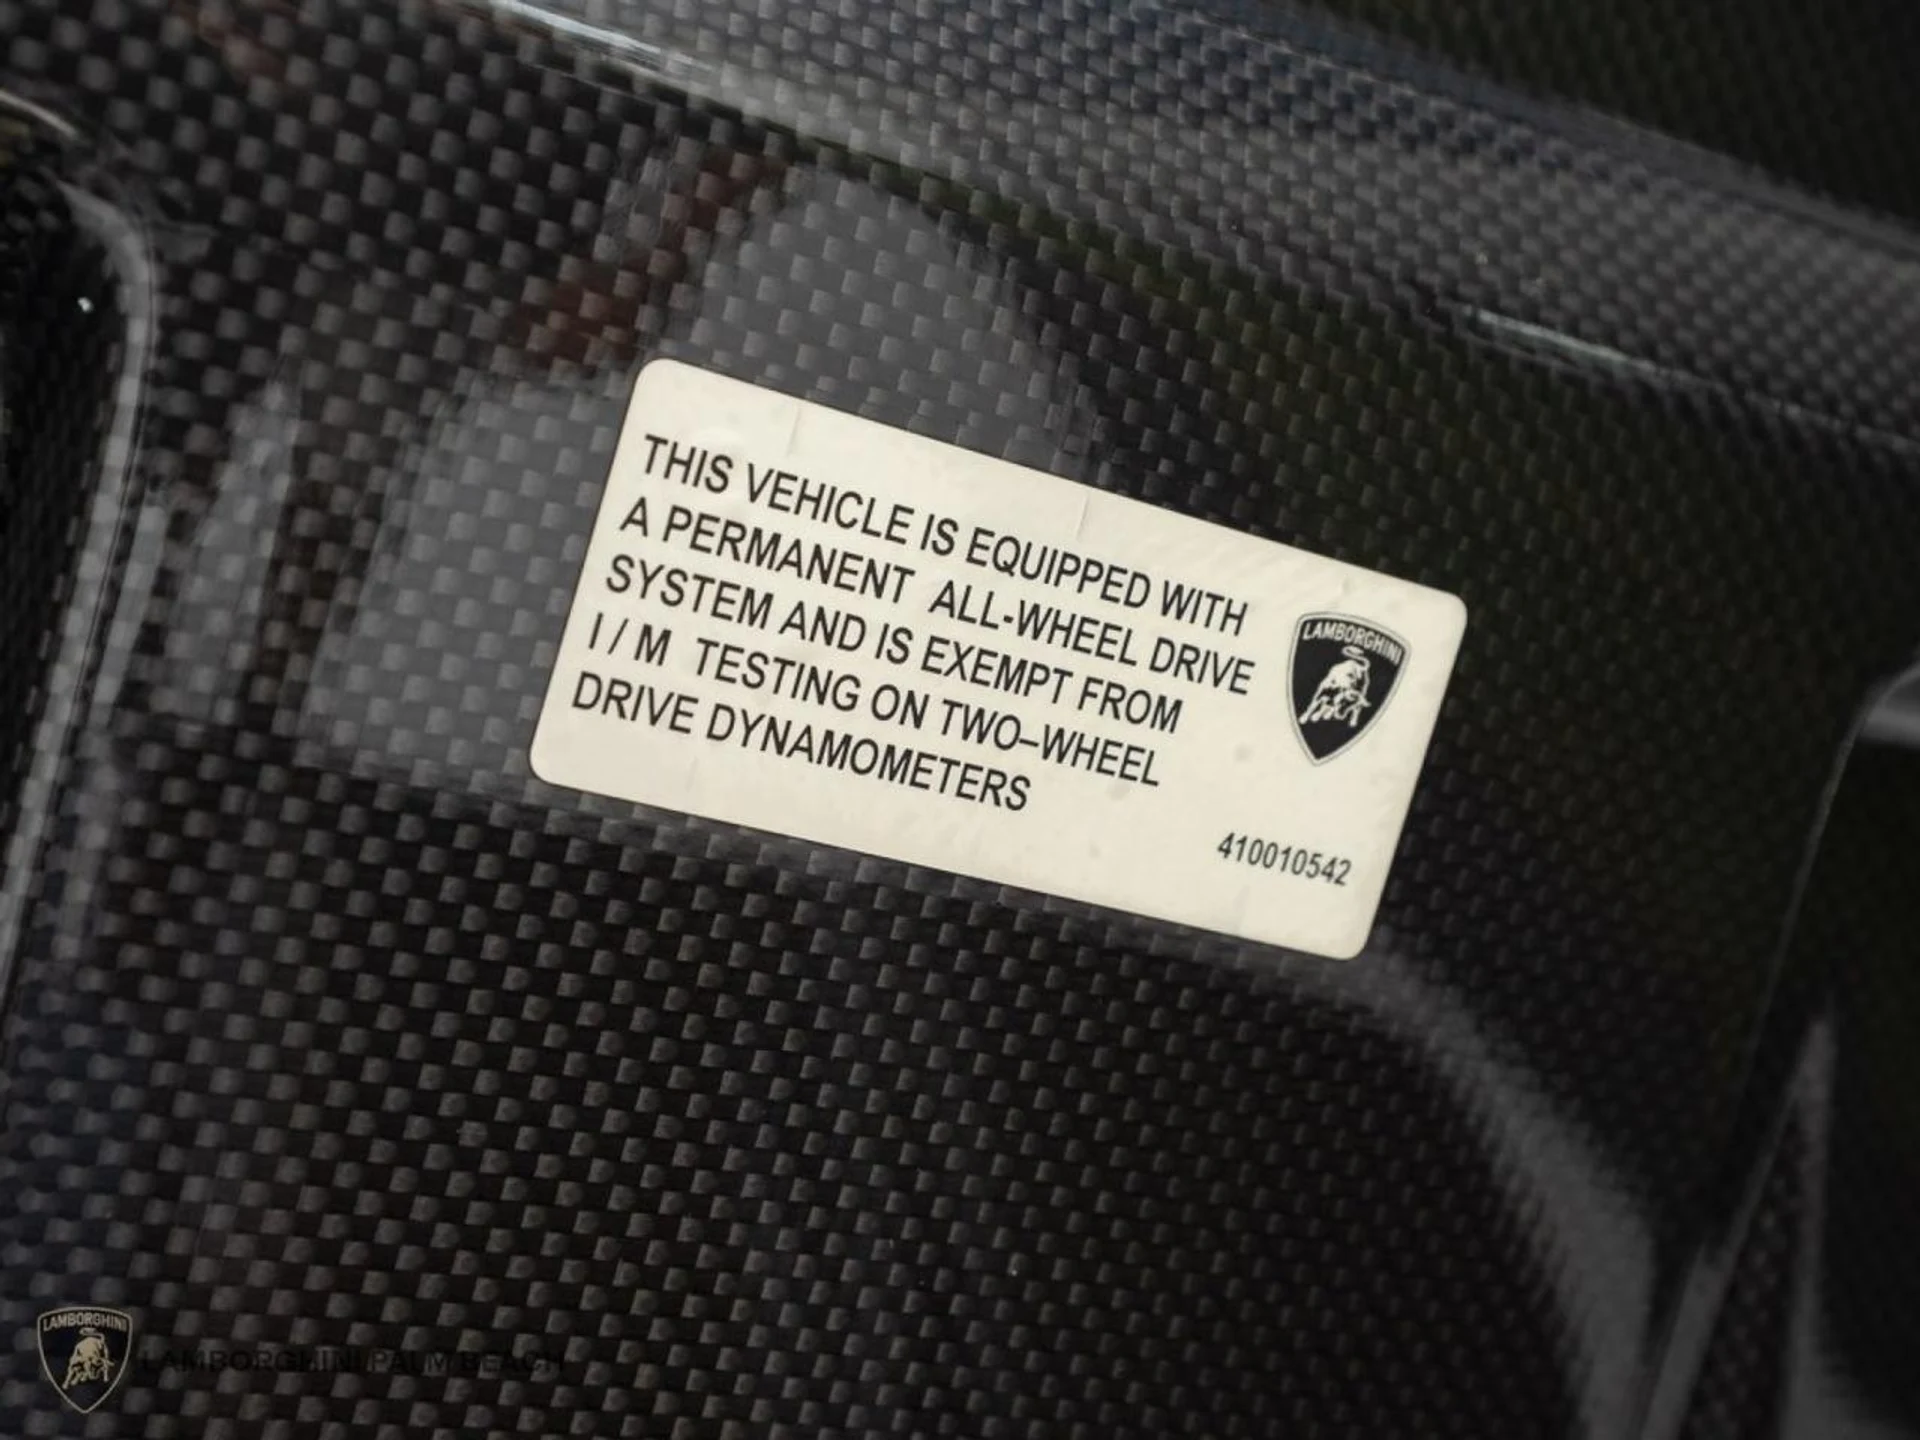 THIS VEHICLE IS EQUIPPED WITH
A PERMANENT ALL-WHEEL DRIVE
SYSTEM AND IS EXEMPT FROM
I / M TESTING ON TWO–WHEEL
DRIVE DYNAMOMETERS
LAMBORGHINI
410010542
LAMBORGHINI
LAMBORGHINI PALM BEACH